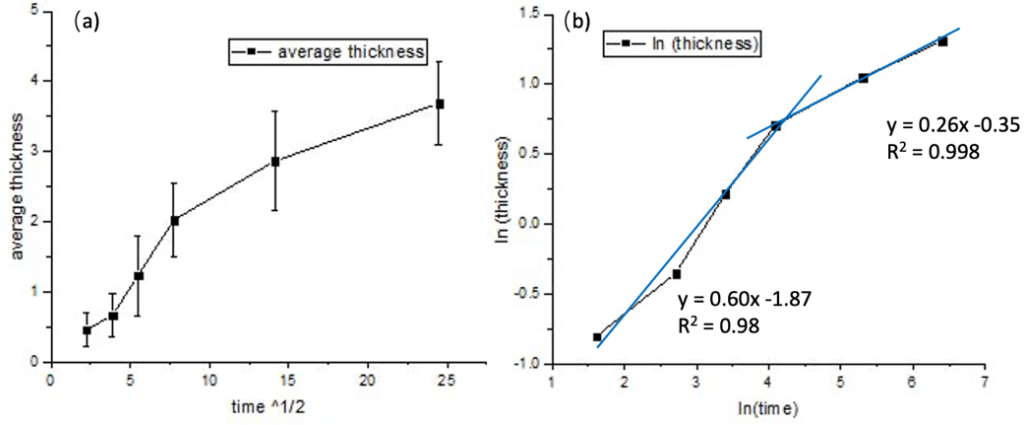 (a)
average thickness
5
4
3
2
1
0
0
5
10
15
20
25
time ^1/2
average thickness
(b)
ln (thickness)
1.5
1.0
0.5
0.0
-0.5
-1.0
1
2
3
4
5
6
7
ln(time)
ln (thickness)
y = 0.26x -0.35
R² = 0.998
y = 0.60x -1.87
R² = 0.98